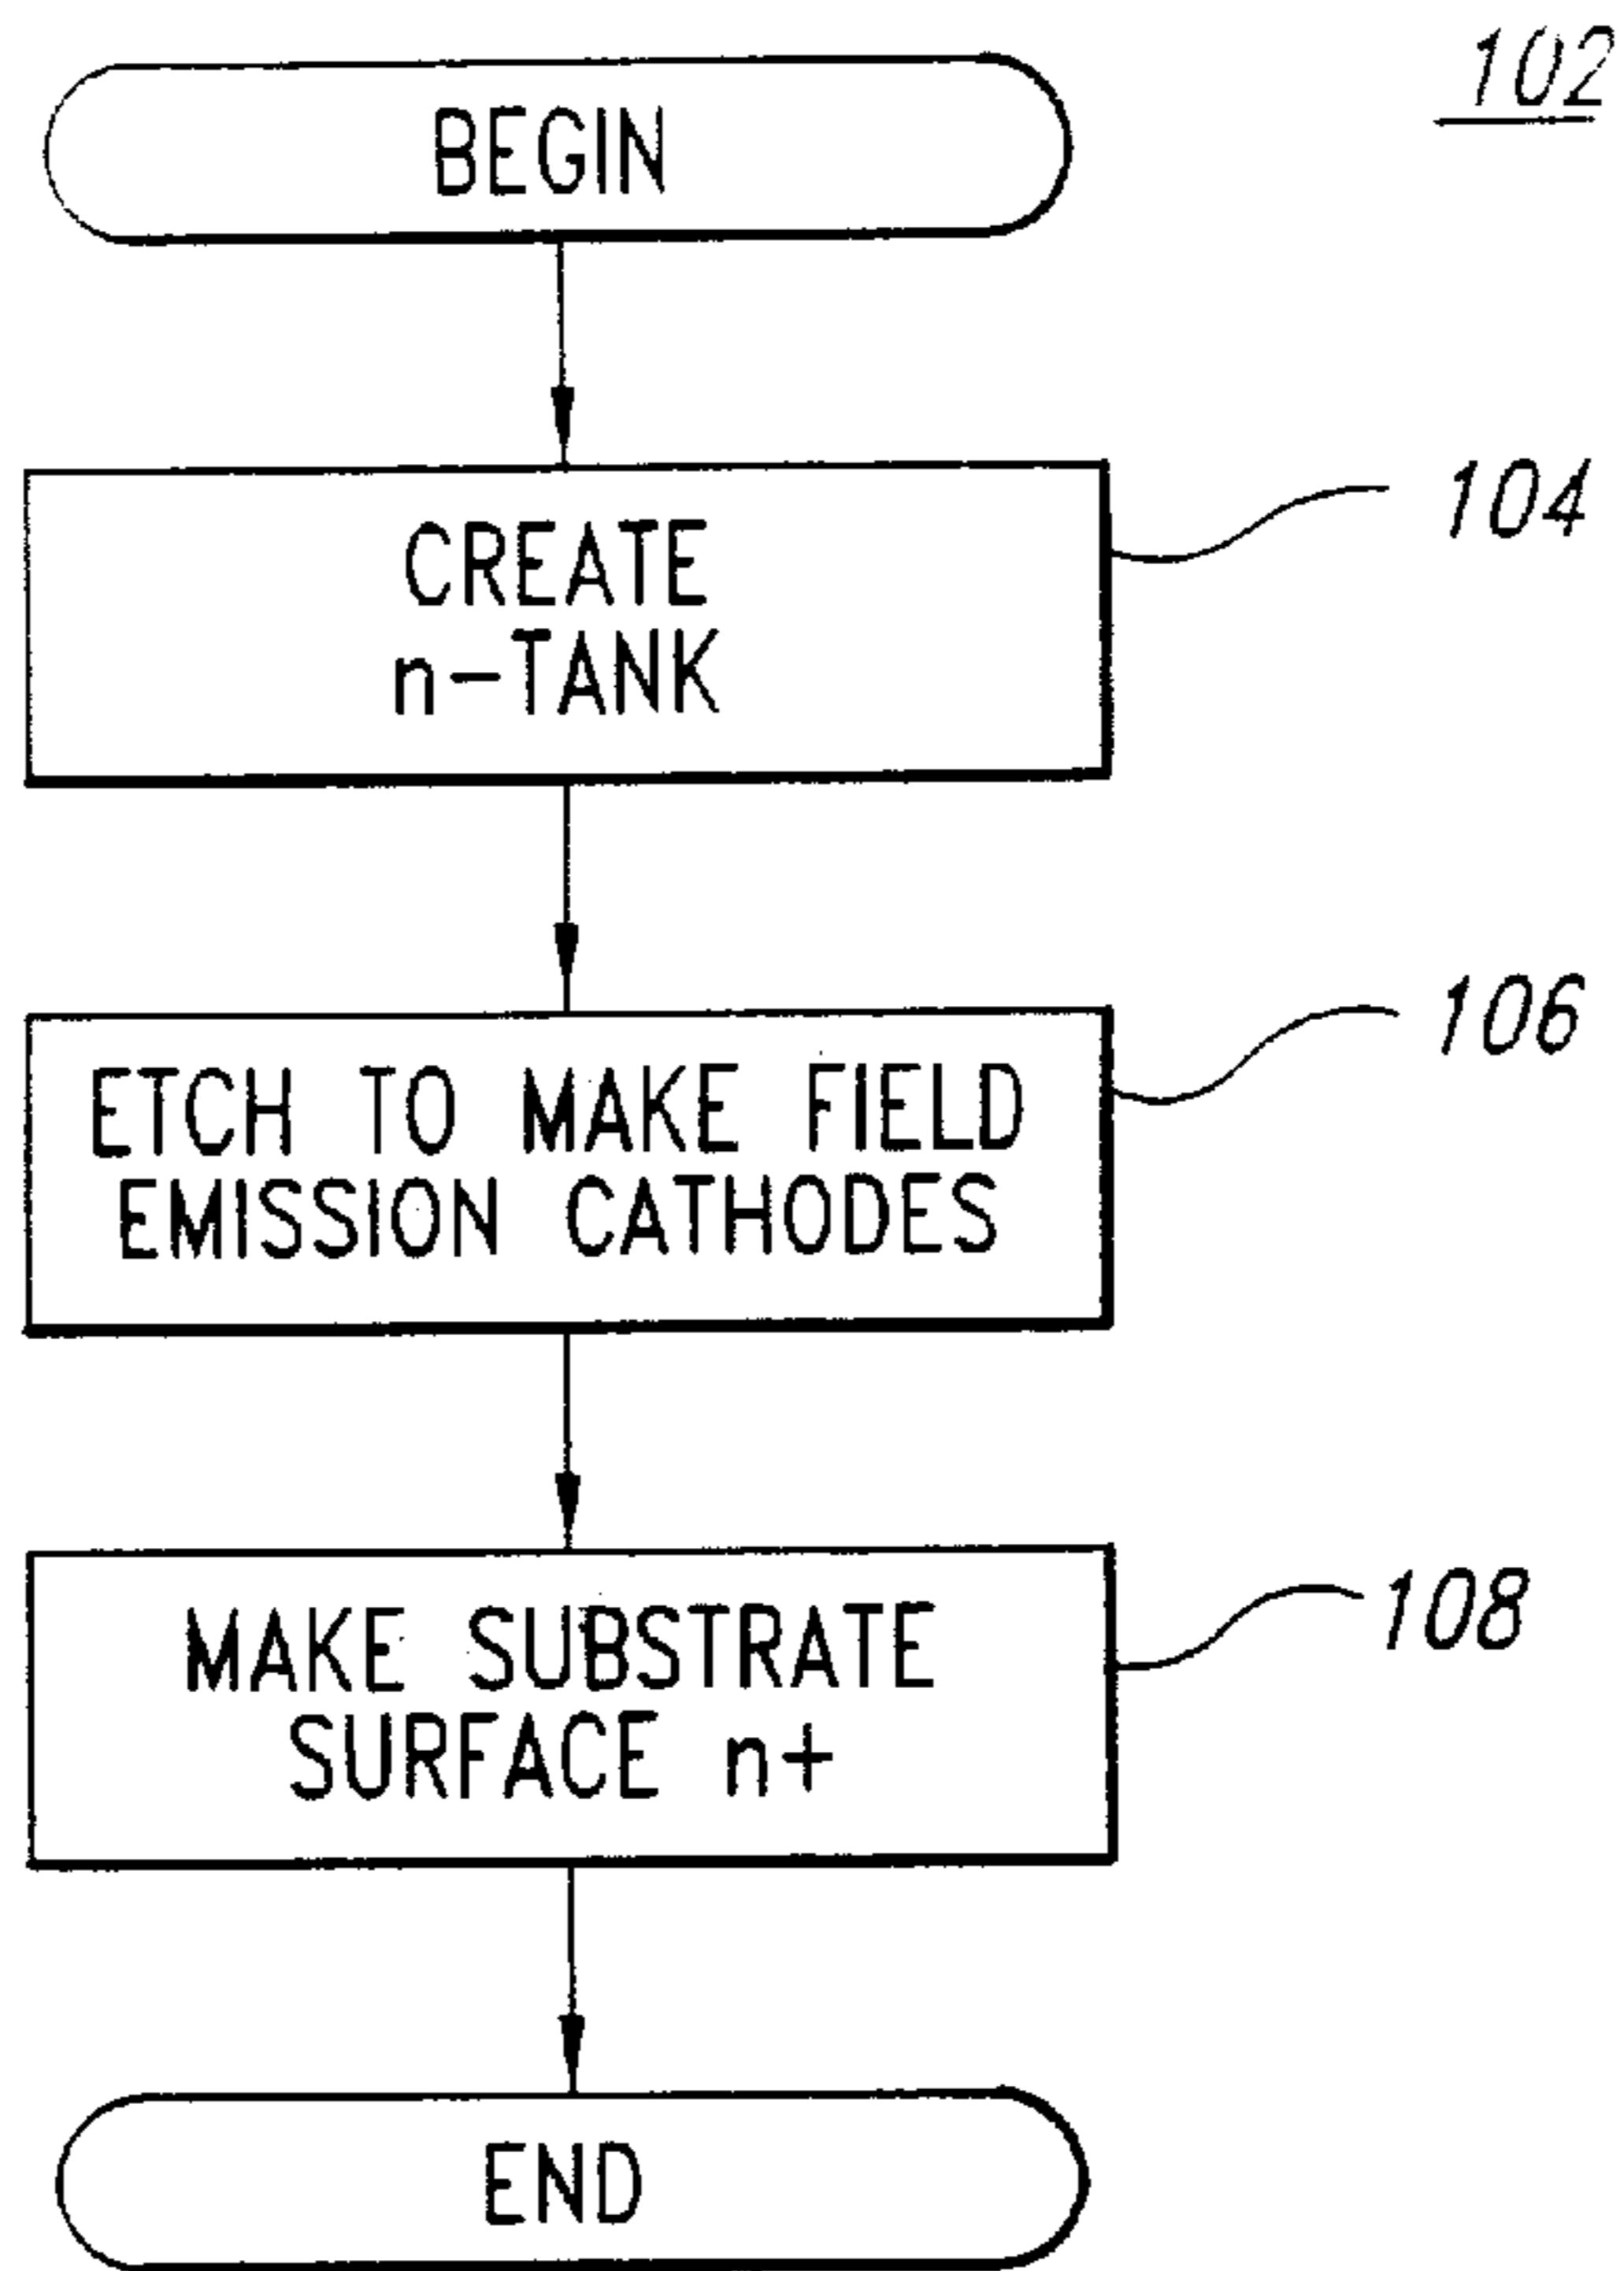 102
BEGIN
CREATE
n-TANK
104
ETCH TO MAKE FIELD
EMISSION CATHODES
106
MAKE SUBSTRATE
SURFACE n+
108
END